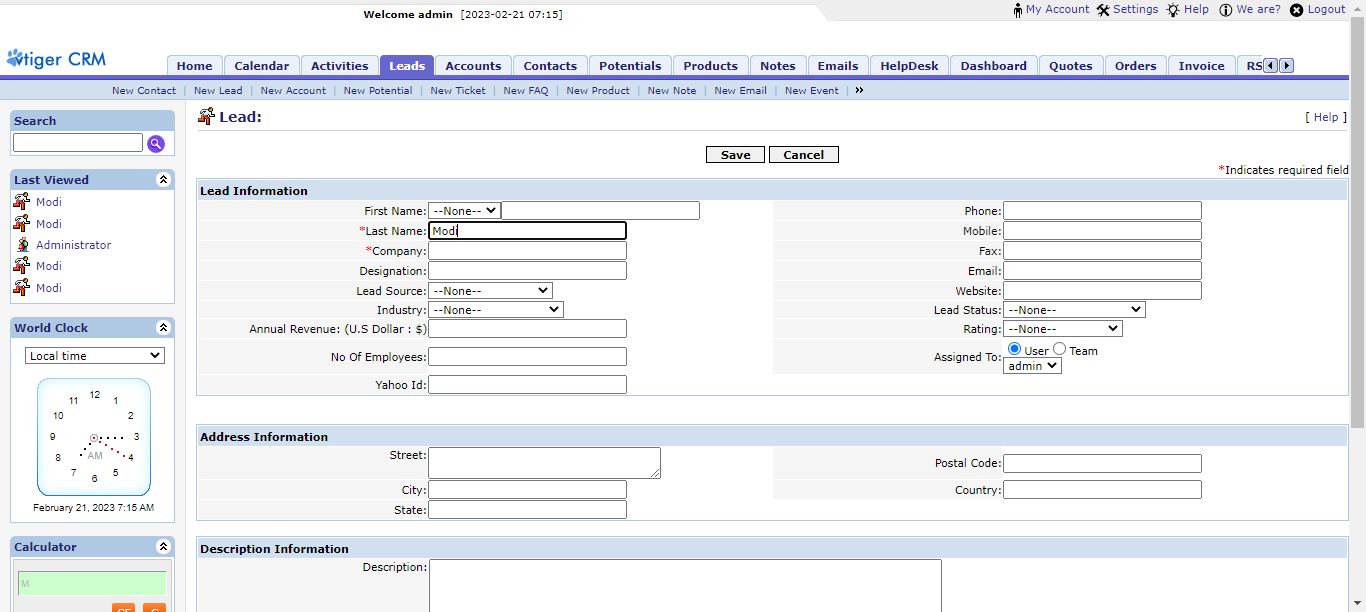 Welcome admin [2023-02-21 07:15]
My Account Settings Help We are? Logout
vtiger CRM
Home Calendar Activities Leads Accounts Contacts Potentials Products Notes Emails HelpDesk Dashboard Quotes Orders Invoice RS
New Contact | New Lead | New Account | New Potential | New Ticket | New FAQ | New Product | New Note | New Email | New Event | »
Search
Last Viewed
Modi
Modi
Administrator
Modi
Modi
World Clock
Local time
12
11 1
10 2
9 3
8 4
7 5
6
AM
February 21, 2023 7:15 AM
Calculator
M
CE C
Lead:
[ Help ]
Save Cancel
*Indicates required field
Lead Information
First Name: --None--
Phone:
*Last Name: Modi
Mobile:
*Company:
Fax:
Designation:
Email:
Lead Source: --None--
Website:
Industry: --None--
Lead Status: --None--
Annual Revenue: (U.S Dollar : $)
Rating: --None--
No Of Employees:
Assigned To: User Team
admin
Yahoo Id:
Address Information
Street:
Postal Code:
City:
Country:
State:
Description Information
Description: